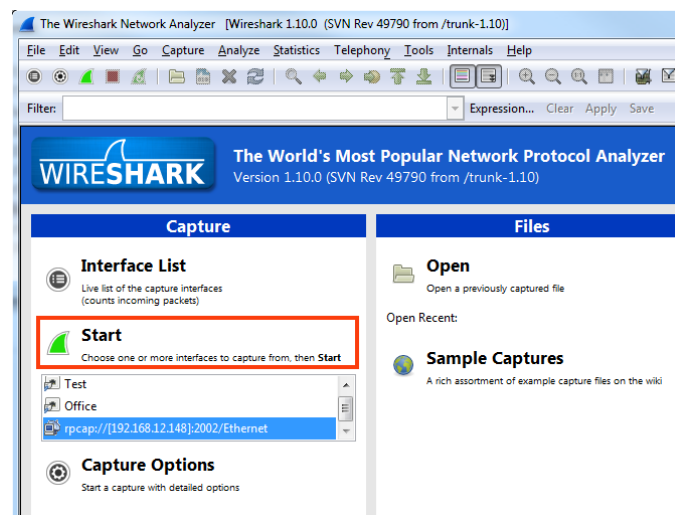 The Wireshark Network Analyzer [Wireshark 1.10.0 (SVN Rev 49790 from /trunk-1.10)]
File Edit View Go Capture Analyze Statistics Telephony Tools Internals Help
Filter: Expression... Clear Apply Save
WIRESHARK
The World's Most Popular Network Protocol Analyzer
Version 1.10.0 (SVN Rev 49790 from /trunk-1.10)
Capture
Interface List
Live list of the capture interfaces
(counts incoming packets)
Start
Choose one or more interfaces to capture from, then Start
Test
Office
rpcap://[192.168.12.148]:2002/Ethernet
Capture Options
Start a capture with detailed options
Files
Open
Open a previously captured file
Open Recent:
Sample Captures
A rich assortment of example capture files on the wiki